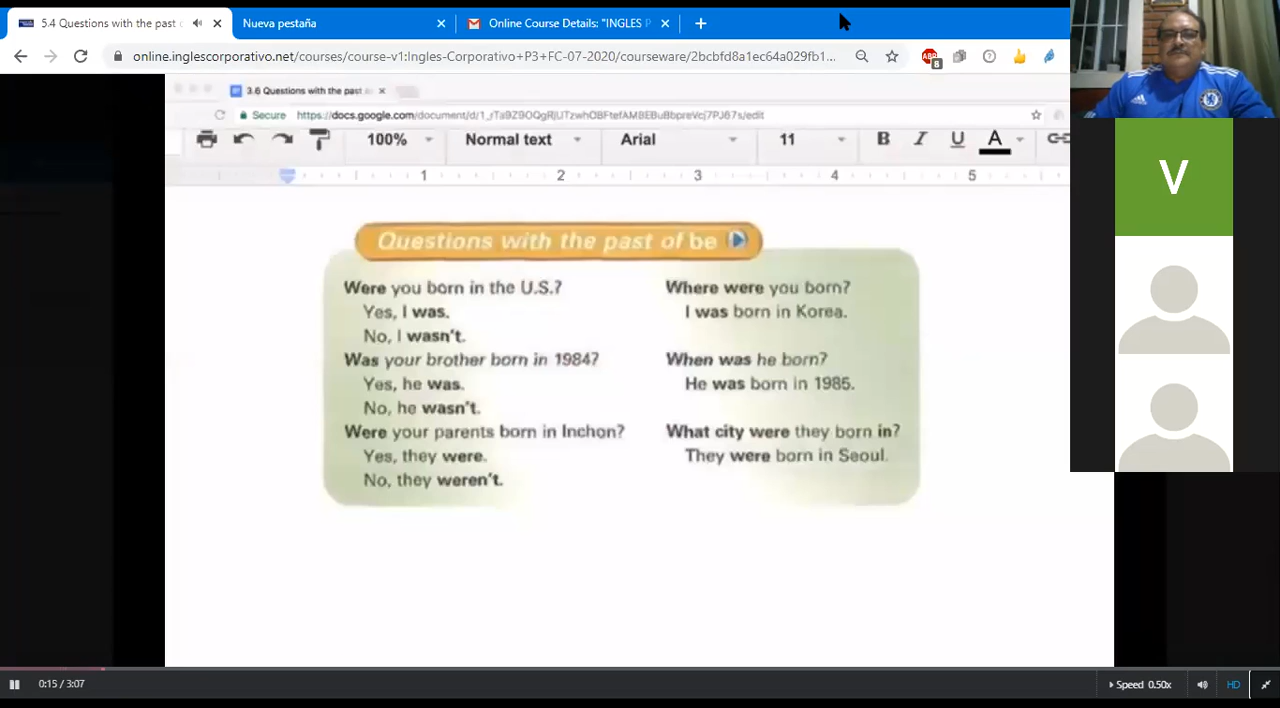 5.4 Questions with the past
Nueva pestaña
Online Course Details: "INGLES P
online.inglescorporativo.net/courses/course-v1:Ingles-Corporativo+P3+FC-07-2020/courseware/2bcbfd8a1ec64a029fb1...
ABP
8
3.6 Questions with the past
Secure
100%
Normal text
Arial
11
B I U A
1 2 3 4 5
Questions with the past of be
Were you born in the U.S.?
Yes, I was.
No, I wasn't.
Was your brother born in 1984?
Yes, he was.
No, he wasn't.
Were your parents born in Inchon?
Yes, they were.
No, they weren't.
Where were you born?
I was born in Korea.
When was he born?
He was born in 1985.
What city were they born in?
They were born in Seoul.
V
0:15 / 3:07
Speed 0.50x
HD